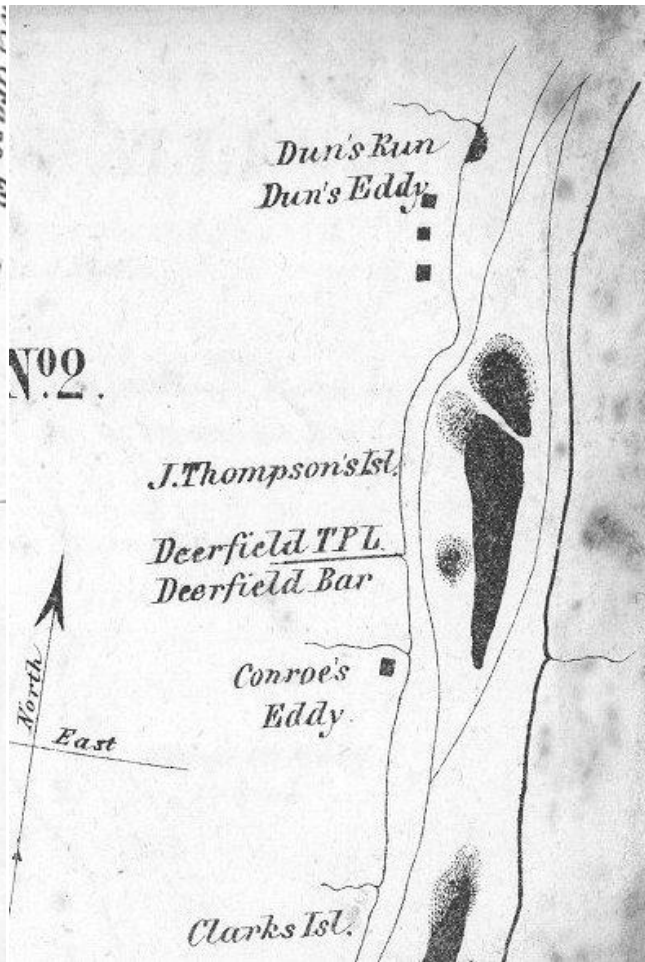 Dun's Run
Dun's Eddy
Nº2.
J. Thompson's Isl.
Deerfield TPL
Deerfield Bar
Conroe's
Eddy
North
East
Clarks Isl.